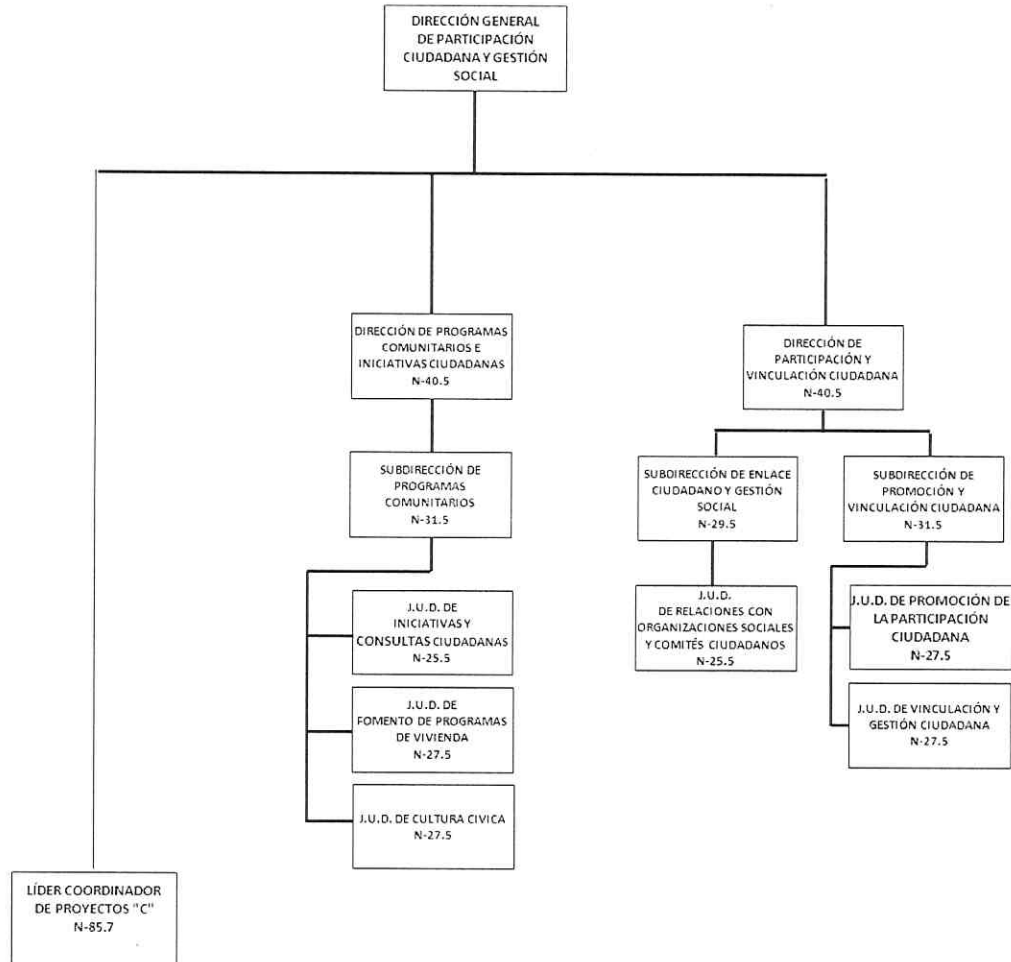 DIRECCIÓN GENERAL
DE PARTICIPACIÓN
CIUDADANA Y GESTIÓN
SOCIAL
DIRECCIÓN DE PROGRAMAS
COMUNITARIOS E
INICIATIVAS CIUDADANAS
N-40.5
DIRECCIÓN DE
PARTICIPACIÓN Y
VINCULACIÓN CIUDADANA
N-40.5
SUBDIRECCIÓN DE
PROGRAMAS
COMUNITARIOS
N-31.5
SUBDIRECCIÓN DE ENLACE
CIUDADANO Y GESTIÓN
SOCIAL
N-29.5
SUBDIRECCIÓN DE
PROMOCIÓN Y
VINCULACIÓN CIUDADANA
N-31.5
J.U.D. DE
INICIATIVAS Y
CONSULTAS CIUDADANAS
N-25.5
J.U.D.
DE RELACIONES CON
ORGANIZACIONES SOCIALES
Y COMITÉS CIUDADANOS
N-25.5
J.U.D. DE PROMOCIÓN DE
LA PARTICIPACIÓN
CIUDADANA
N-27.5
J.U.D. DE
FOMENTO DE PROGRAMAS
DE VIVIENDA
N-27.5
J.U.D. DE VINCULACIÓN Y
GESTIÓN CIUDADANA
N-27.5
J.U.D. DE CULTURA CIVICA
N-27.5
LÍDER COORDINADOR
DE PROYECTOS "C"
N-85.7